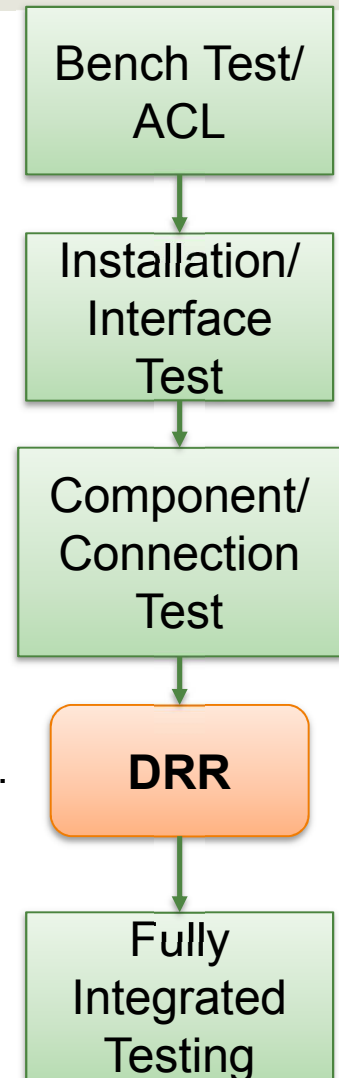 Bench Test/
ACL
Installation/
Interface
Test
Component/
Connection
Test
.
DRR
Fully
Integrated
Testing